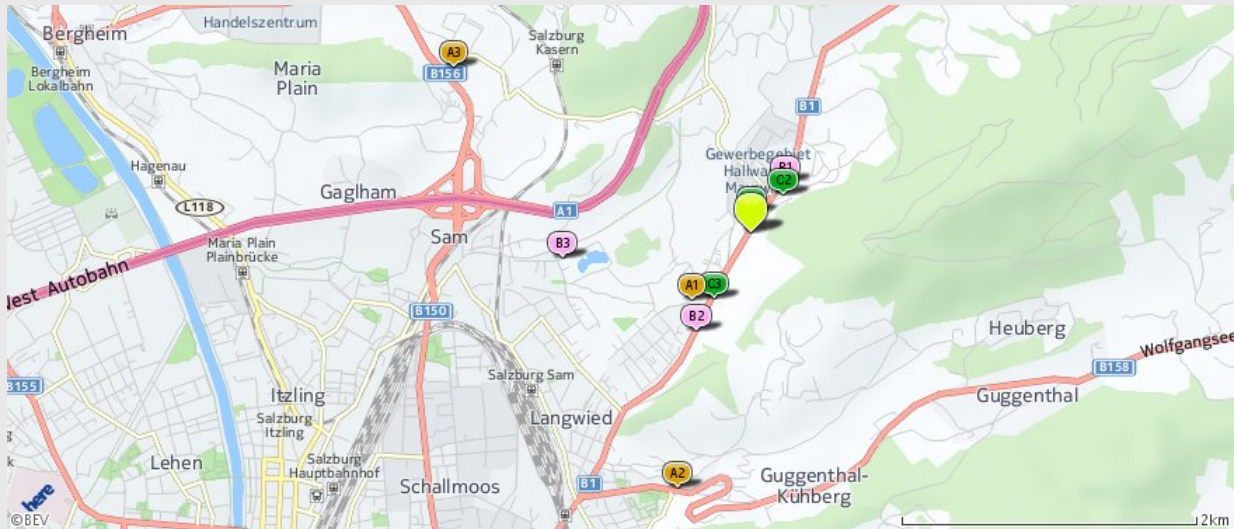 Bergheim
Handelszentrum
A3
Salzburg
Kasern
Bergheim
Lokalbahn
Maria
Plain
B156
B1
Hagenau
Gewerbegebiet
B1
C2
Gaglham
L118
A1
Sam
B3
Maria Plain
Plainbrücke
West Autobahn
A1
C3
B150
B2
Heuberg
Wolfgangsee
B158
B155
Salzburg Sam
Itzling
Guggenthal
Salzburg
Itzling
Langwied
Lehen
Salzburg
Hauptbahnhof
A2
Guggenthal-
Kühberg
Schallmoos
B1
here
©BEV
2km